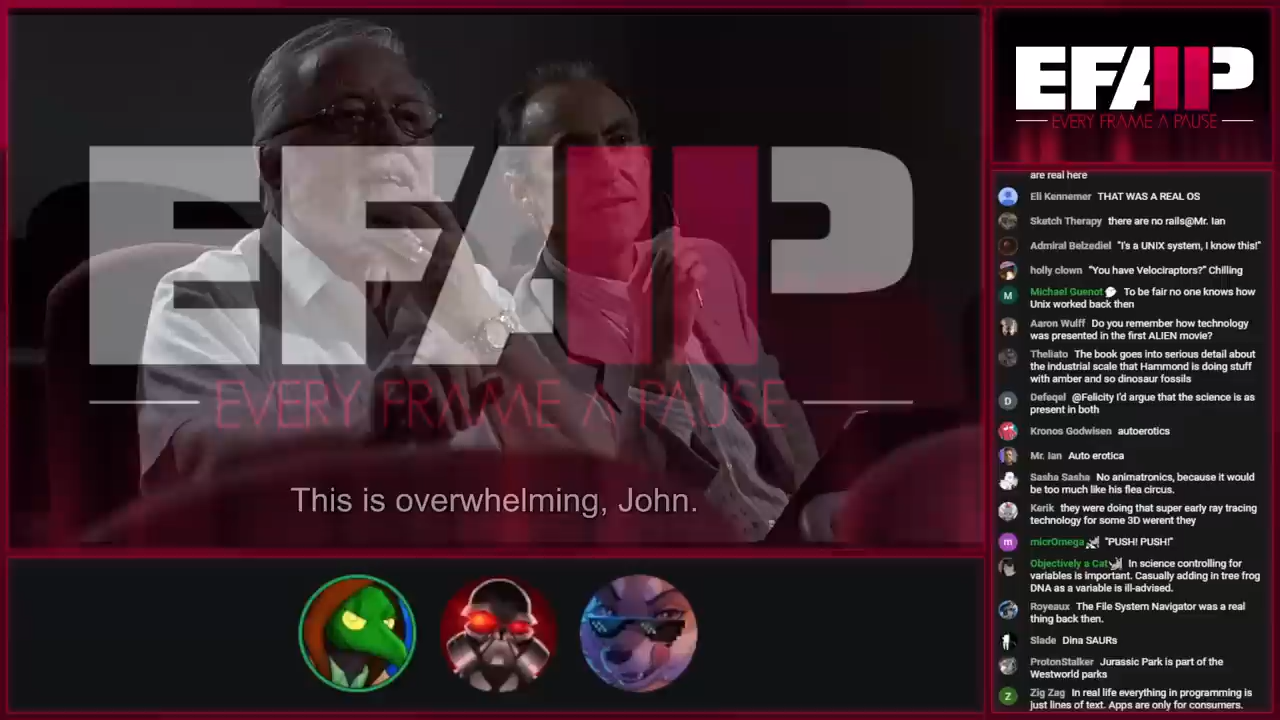 EFAP
EVERY FRAME A PAUSE
This is overwhelming, John.
EFAP
EVERY FRAME A PAUSE
are real here
Eli Kennemer THAT WAS A REAL OS
Sketch Therapy there are no rails@Mr. Ian
Admiral Belzediel "I's a UNIX system, I know this!"
holly clown "You have Velociraptors?" Chilling
Michael Guenot To be fair no one knows how
Unix worked back then
Aaron Wulff Do you remember how technology
was presented in the first ALIEN movie?
Theliato The book goes into serious detail about
the industrial scale that Hammond is doing stuff
with amber and so dinosaur fossils
Defeqel @Felicity I'd argue that the science is as
present in both
Kronos Godwisen autoerotics
Mr. Ian Auto erotica
Sasha Sasha No animatronics, because it would
be too much like his flea circus.
Kerik they were doing that super early ray tracing
technology for some 3D werent they
micrOmega "PUSH! PUSH!"
Objectively a Cat In science controlling for
variables is important. Casually adding in tree frog
DNA as a variable is ill-advised.
Royeaux The File System Navigator was a real
thing back then.
Slade Dina SAURs
ProtonStalker Jurassic Park is part of the
Westworld parks
Zig Zag In real life everything in programming is
just lines of text. Apps are only for consumers.